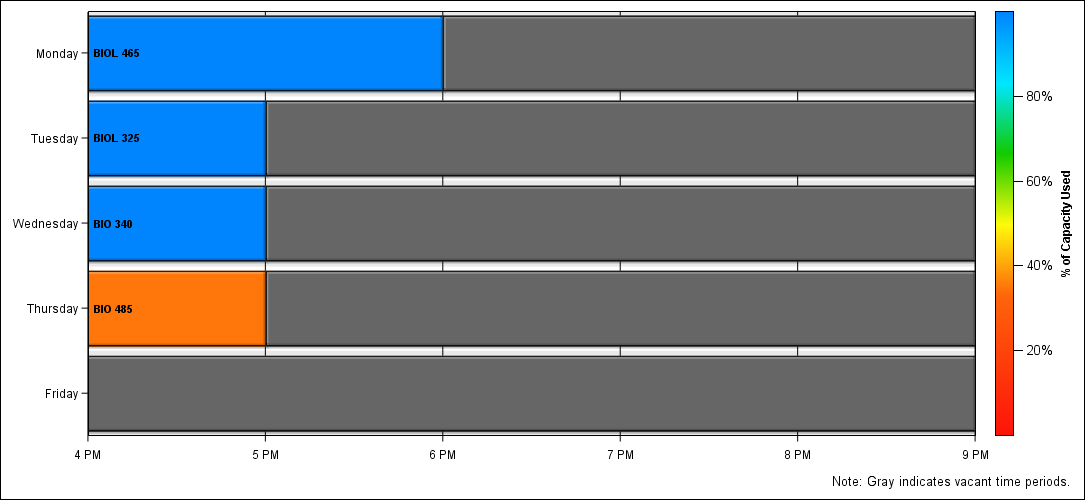 Monday
BIOL 465
Tuesday
BIOL 325
Wednesday
BIO 340
Thursday
BIO 485
Friday
4 PM 5 PM 6 PM 7 PM 8 PM 9 PM
80%
60%
40%
20%
% of Capacity Used
Note: Gray indicates vacant time periods.